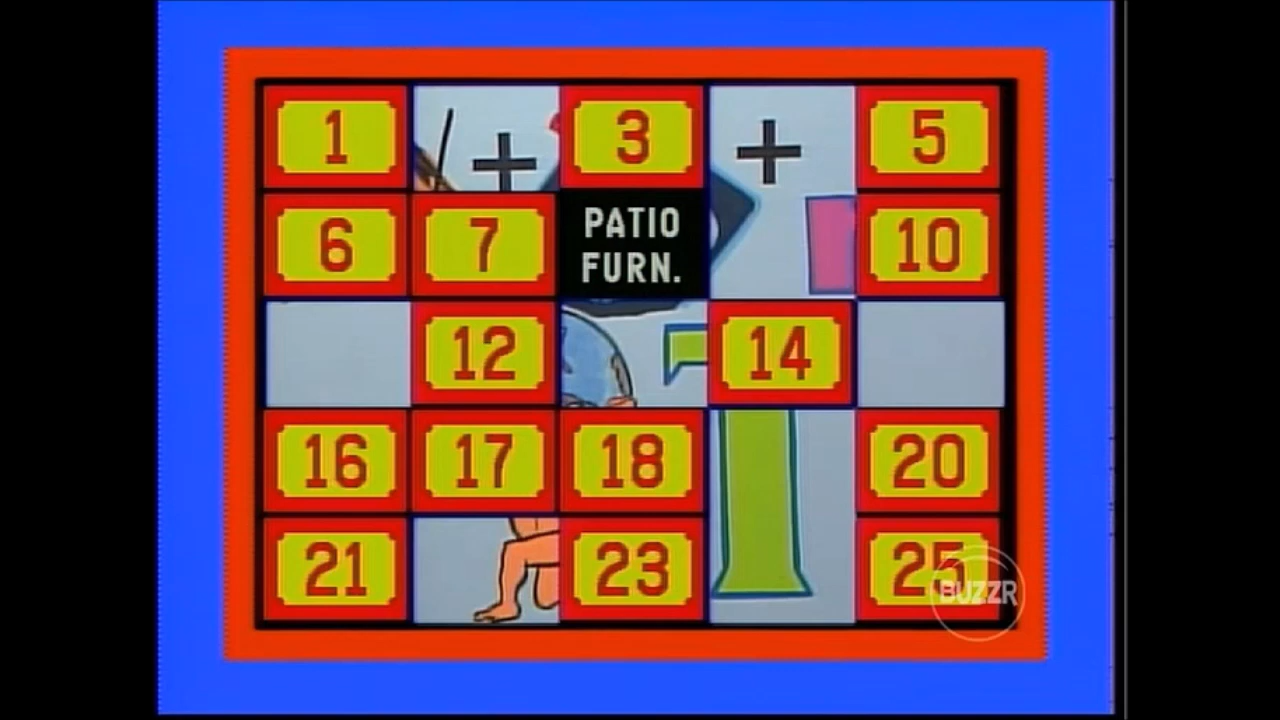 1 + 3 + 5
6 7 PATIO 10
FURN.
12 14
16 17 18 20
21 23 25
BUZZR